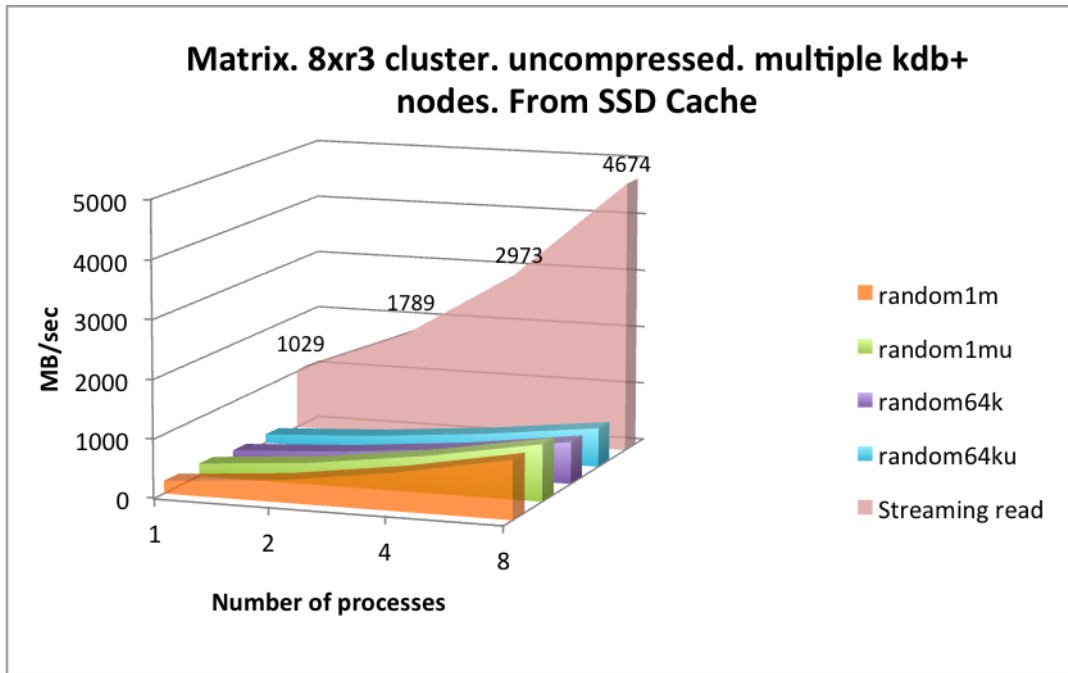 Matrix. 8xr3 cluster. uncompressed. multiple kdb+
nodes. From SSD Cache
4674
5000
4000
2973
3000
1789
1029
2000
1000
0
MB/sec
1
2
4
8
Number of processes
random1m
random1mu
random64k
random64ku
Streaming read